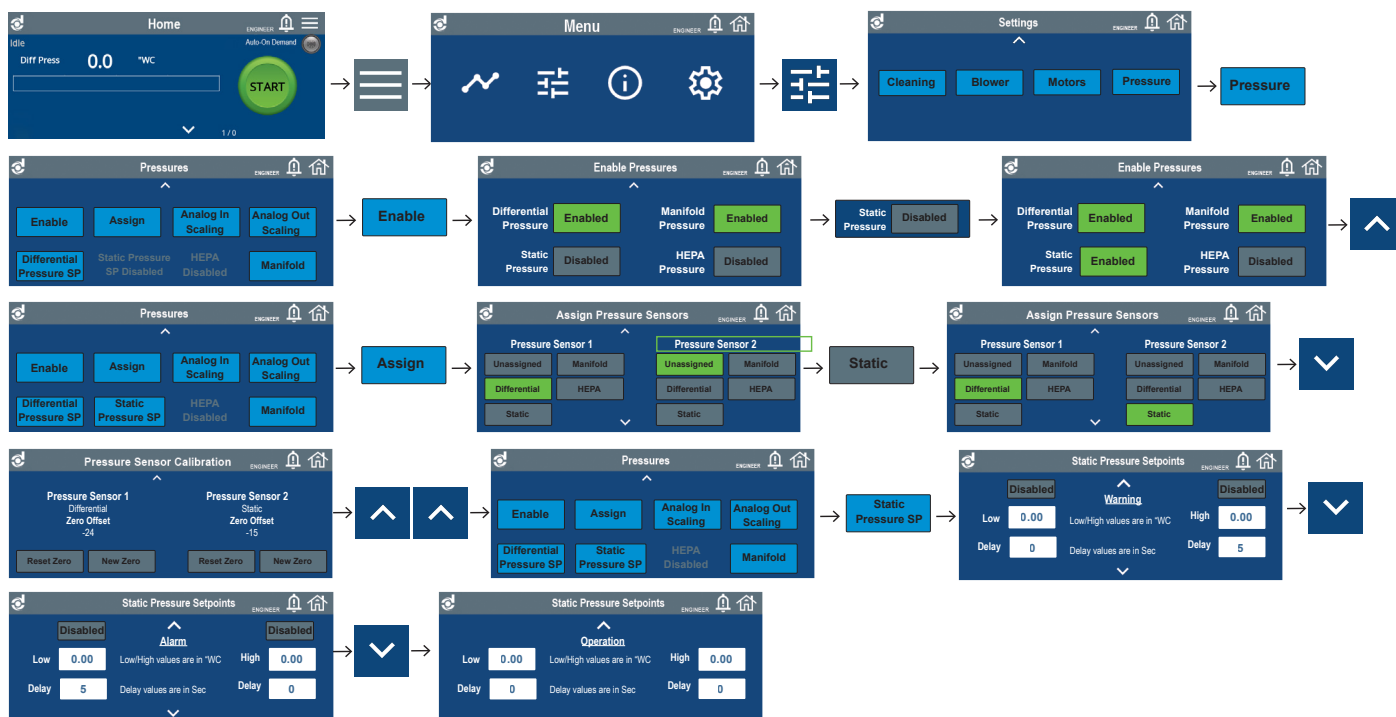 Home
ENGINEER
Idle
Auto-On Demand
Diff Press 0.0 "WC
START
1 / 0
Menu
ENGINEER
Settings
ENGINEER
Cleaning Blower Motors Pressure
Pressure
Pressures
ENGINEER
Enable Assign Analog In Scaling Analog Out Scaling
Differential Pressure SP Static Pressure SP Disabled HEPA Disabled Manifold
Enable
Enable Pressures
ENGINEER
Differential Pressure Enabled Manifold Pressure Enabled
Static Pressure Disabled HEPA Pressure Disabled
Static Pressure Disabled
Enable Pressures
ENGINEER
Differential Pressure Enabled Manifold Pressure Enabled
Static Pressure Enabled HEPA Pressure Disabled
Pressures
ENGINEER
Enable Assign Analog In Scaling Analog Out Scaling
Differential Pressure SP Static Pressure SP HEPA Disabled Manifold
Assign
Assign Pressure Sensors
ENGINEER
Pressure Sensor 1 Pressure Sensor 2
Unassigned Manifold Unassigned Manifold
Differential HEPA Differential HEPA
Static Static
Static
Assign Pressure Sensors
ENGINEER
Pressure Sensor 1 Pressure Sensor 2
Unassigned Manifold Unassigned Manifold
Differential HEPA Differential HEPA
Static Static
Pressure Sensor Calibration
ENGINEER
Pressure Sensor 1 Pressure Sensor 2
Differential Static
Zero Offset Zero Offset
-24 -15
Reset Zero New Zero Reset Zero New Zero
Pressures
ENGINEER
Enable Assign Analog In Scaling Analog Out Scaling
Differential Pressure SP Static Pressure SP HEPA Disabled Manifold
Static Pressure SP
Static Pressure Setpoints
ENGINEER
Disabled Disabled
Warning
Low 0.00 Low/High values are in "WC High 0.00
Delay 0 Delay values are in Sec Delay 5
Static Pressure Setpoints
ENGINEER
Disabled Disabled
Alarm
Low 0.00 Low/High values are in "WC High 0.00
Delay 5 Delay values are in Sec Delay 0
Static Pressure Setpoints
ENGINEER
Operation
Low 0.00 Low/High values are in "WC High 0.00
Delay 0 Delay values are in Sec Delay 0